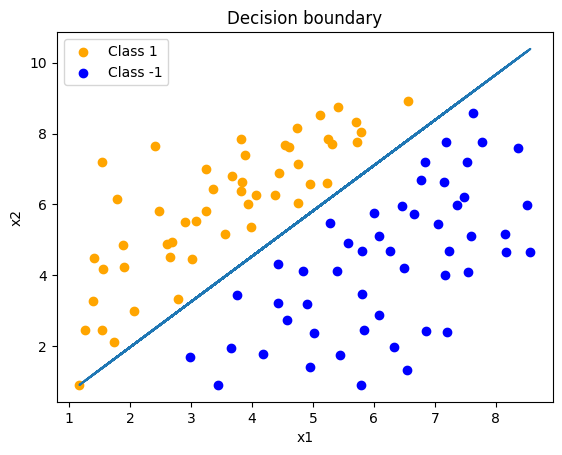 Decision boundary
Class 1
Class -1
10
8
6
4
2
x2
1 2 3 4 5 6 7 8
x1